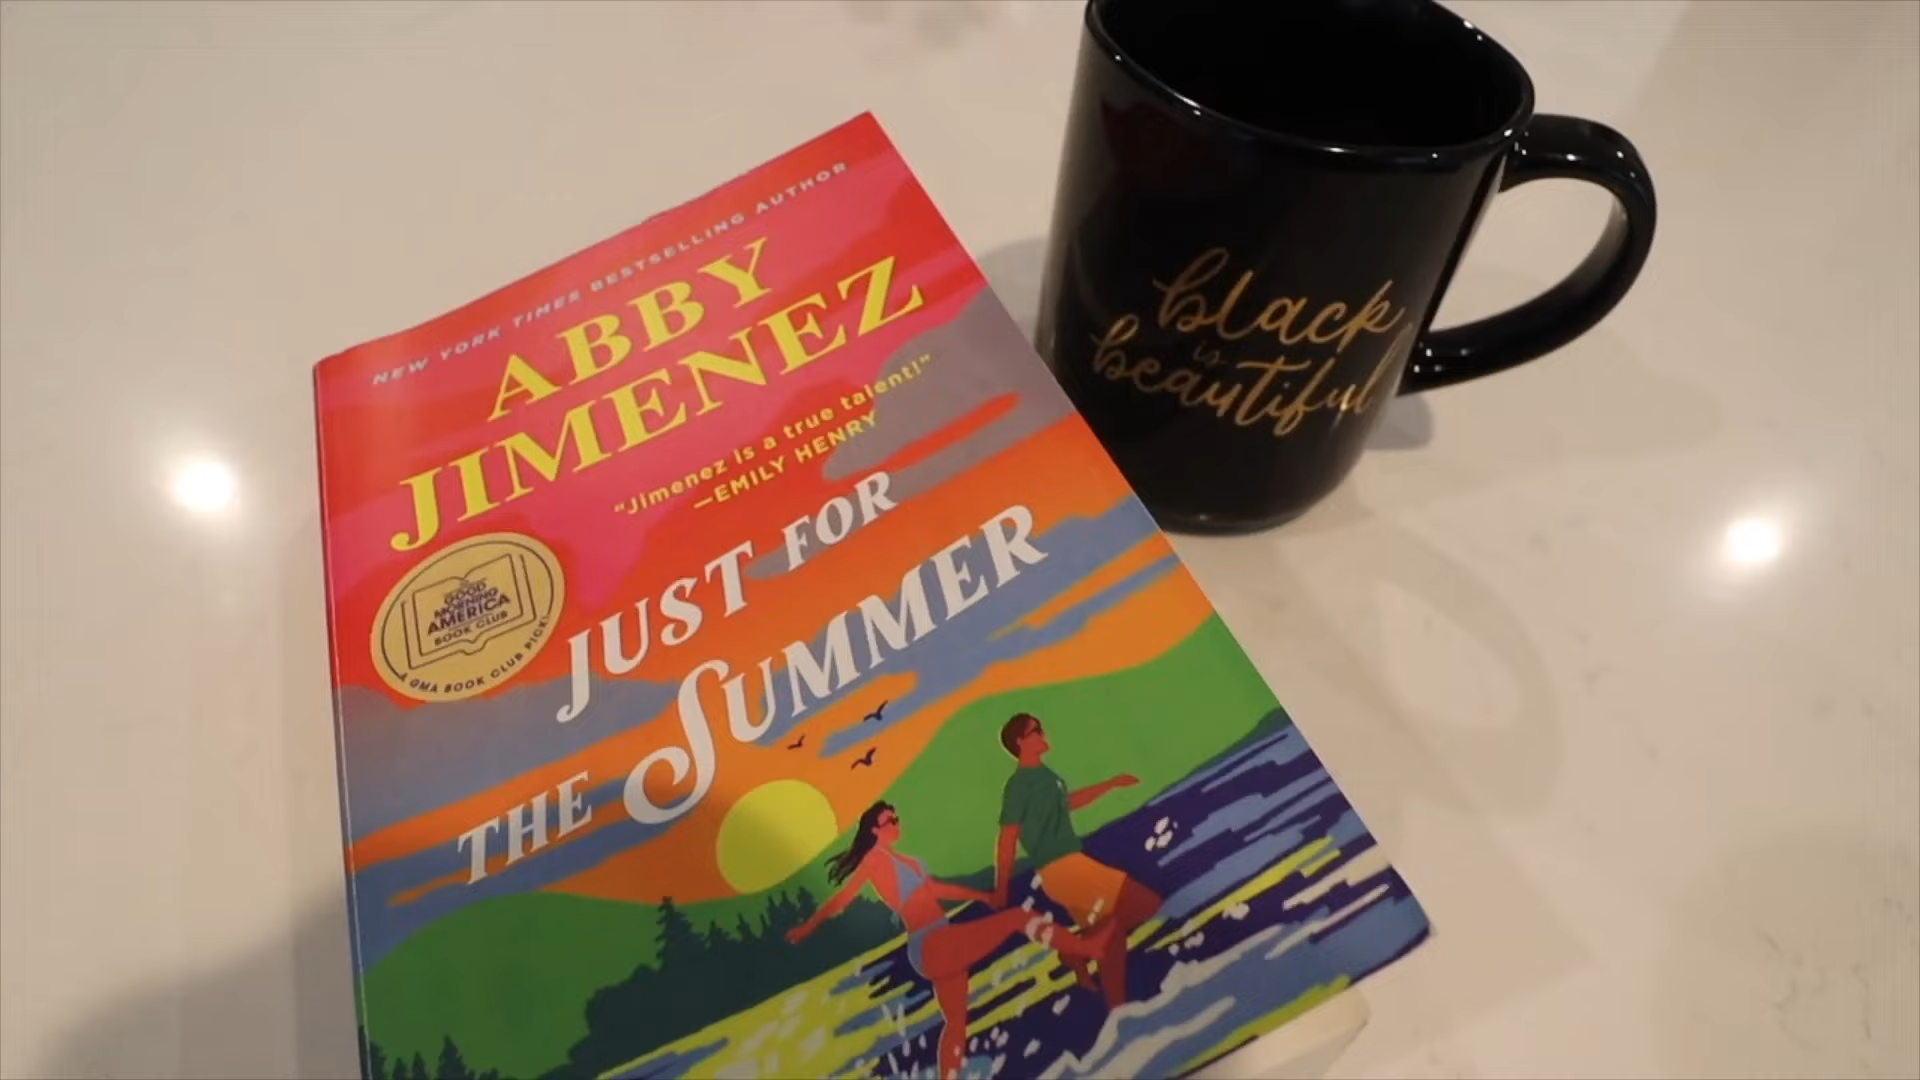 NEW YORK TIMES BESTSELLING AUTHOR
ABBY
JIMENEZ
"Jimenez is a true talent!"
—EMILY HENRY
JUST FOR
THE SUMMER
GOOD
MORNING
AMERICA
BOOK CLUB
A GMA BOOK CLUB PICK!
black
is
beautiful